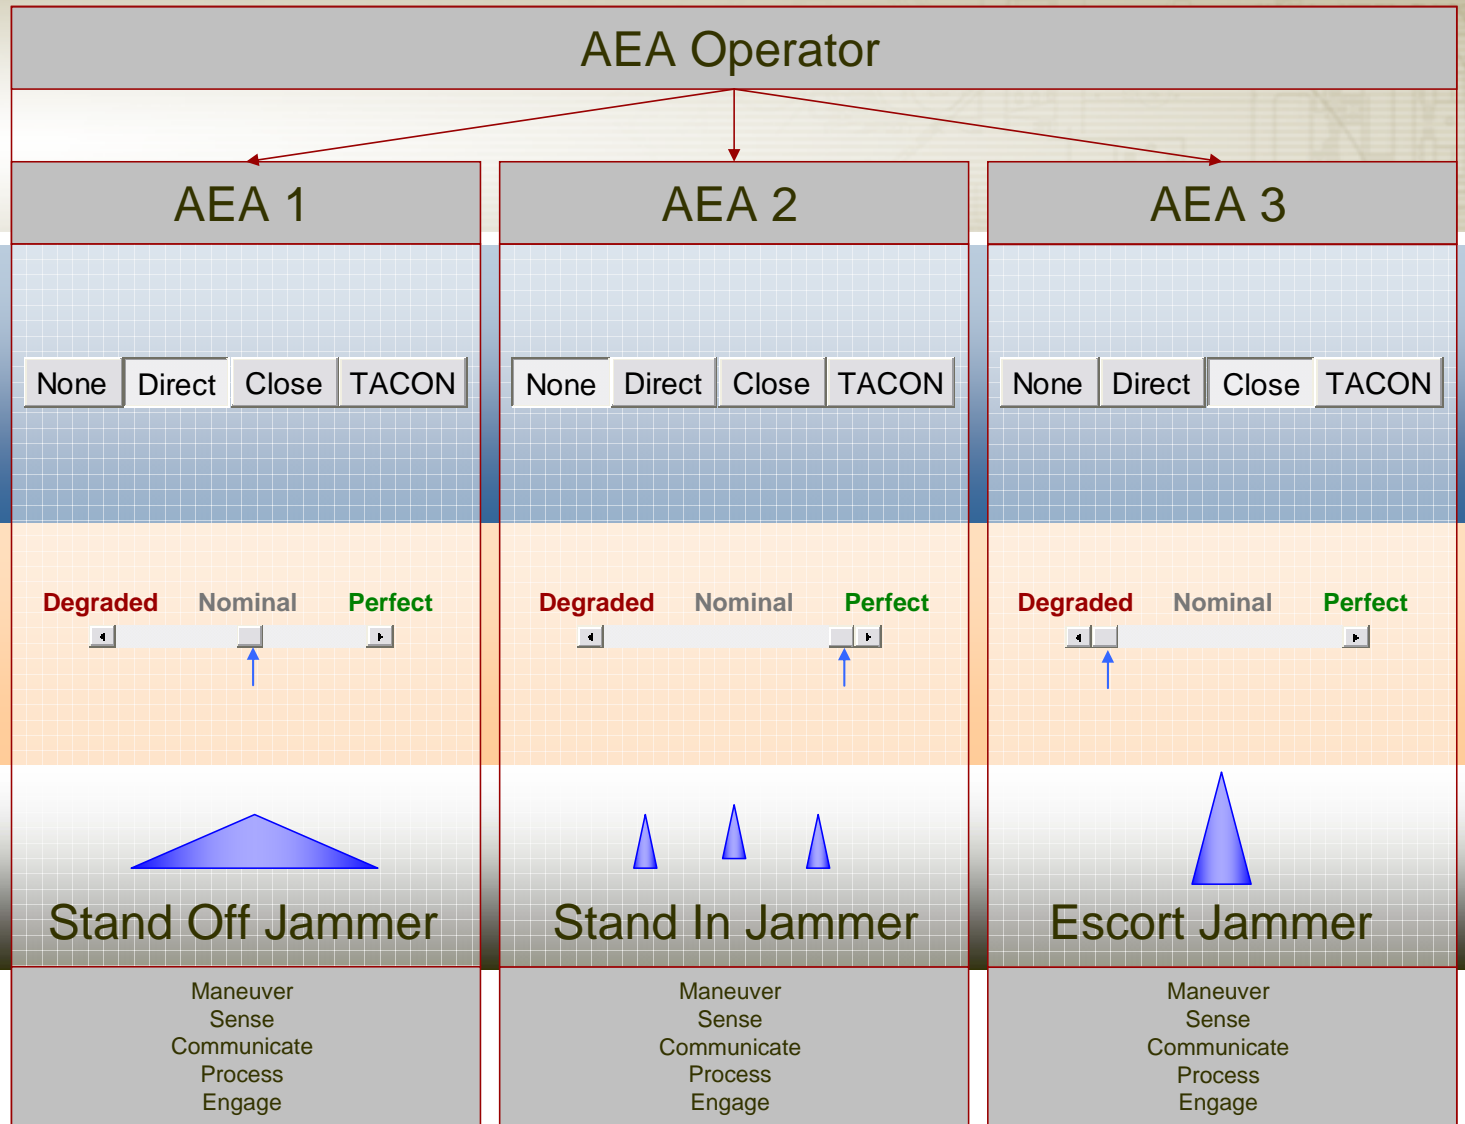 AEA Operator
AEA 1
AEA 2
AEA 3
None Direct Close TACON
None Direct Close TACON
None Direct Close TACON
Degraded Nominal Perfect
Degraded Nominal Perfect
Degraded Nominal Perfect
Stand Off Jammer
Stand In Jammer
Escort Jammer
Maneuver
Sense
Communicate
Process
Engage
Maneuver
Sense
Communicate
Process
Engage
Maneuver
Sense
Communicate
Process
Engage